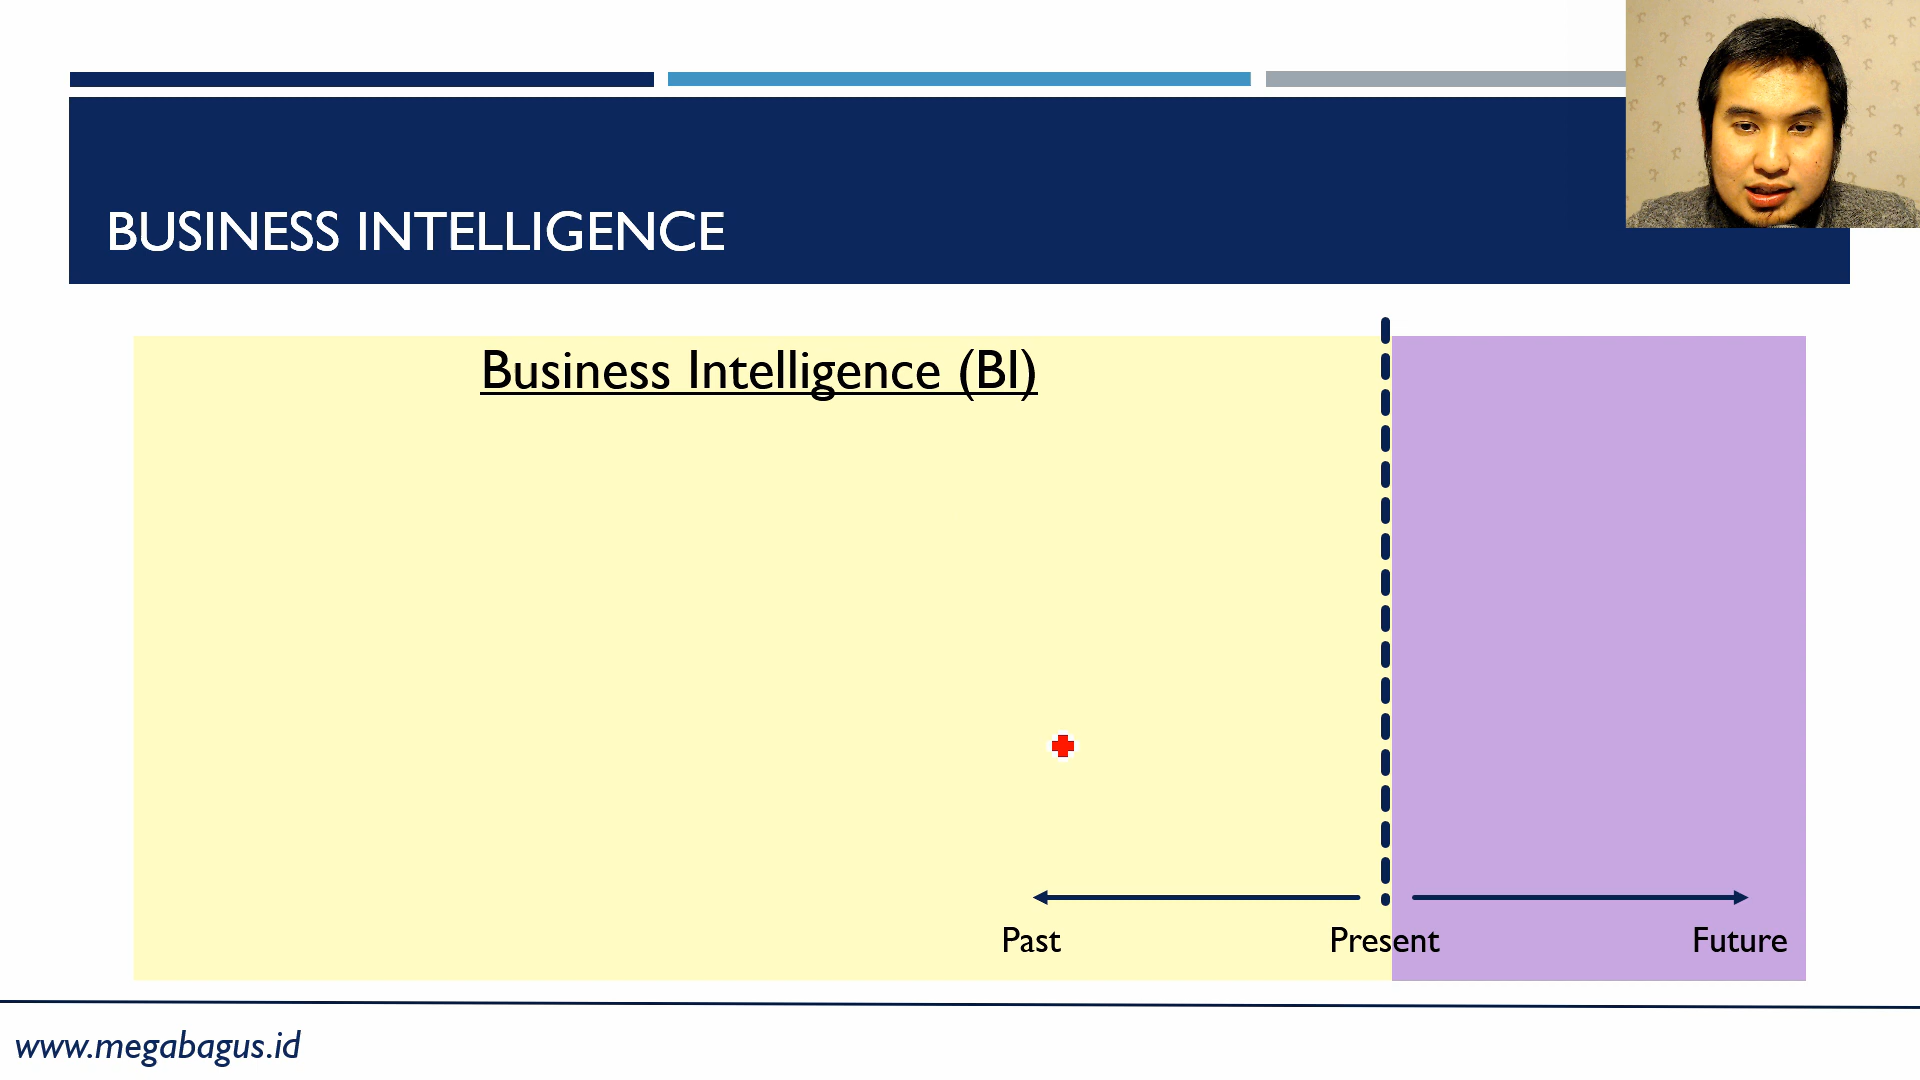 BUSINESS INTELLIGENCE
Business Intelligence (BI)
Past Present Future
www.megabagus.id